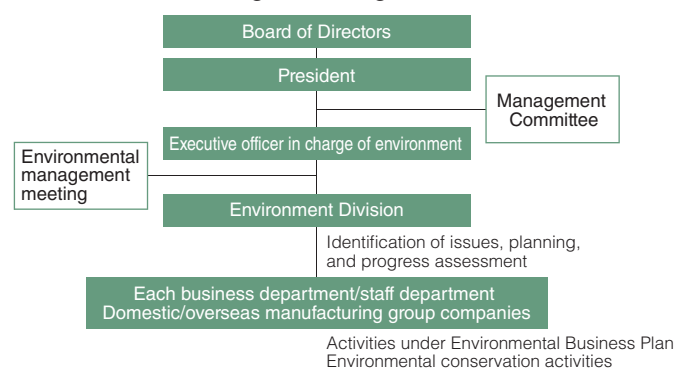 Board of Directors
President
Management
Committee
Executive officer in charge of environment
Environmental
management
meeting
Environment Division
Identification of issues, planning,
and progress assessment
Each business department/staff department
Domestic/overseas manufacturing group companies
Activities under Environmental Business Plan
Environmental conservation activities